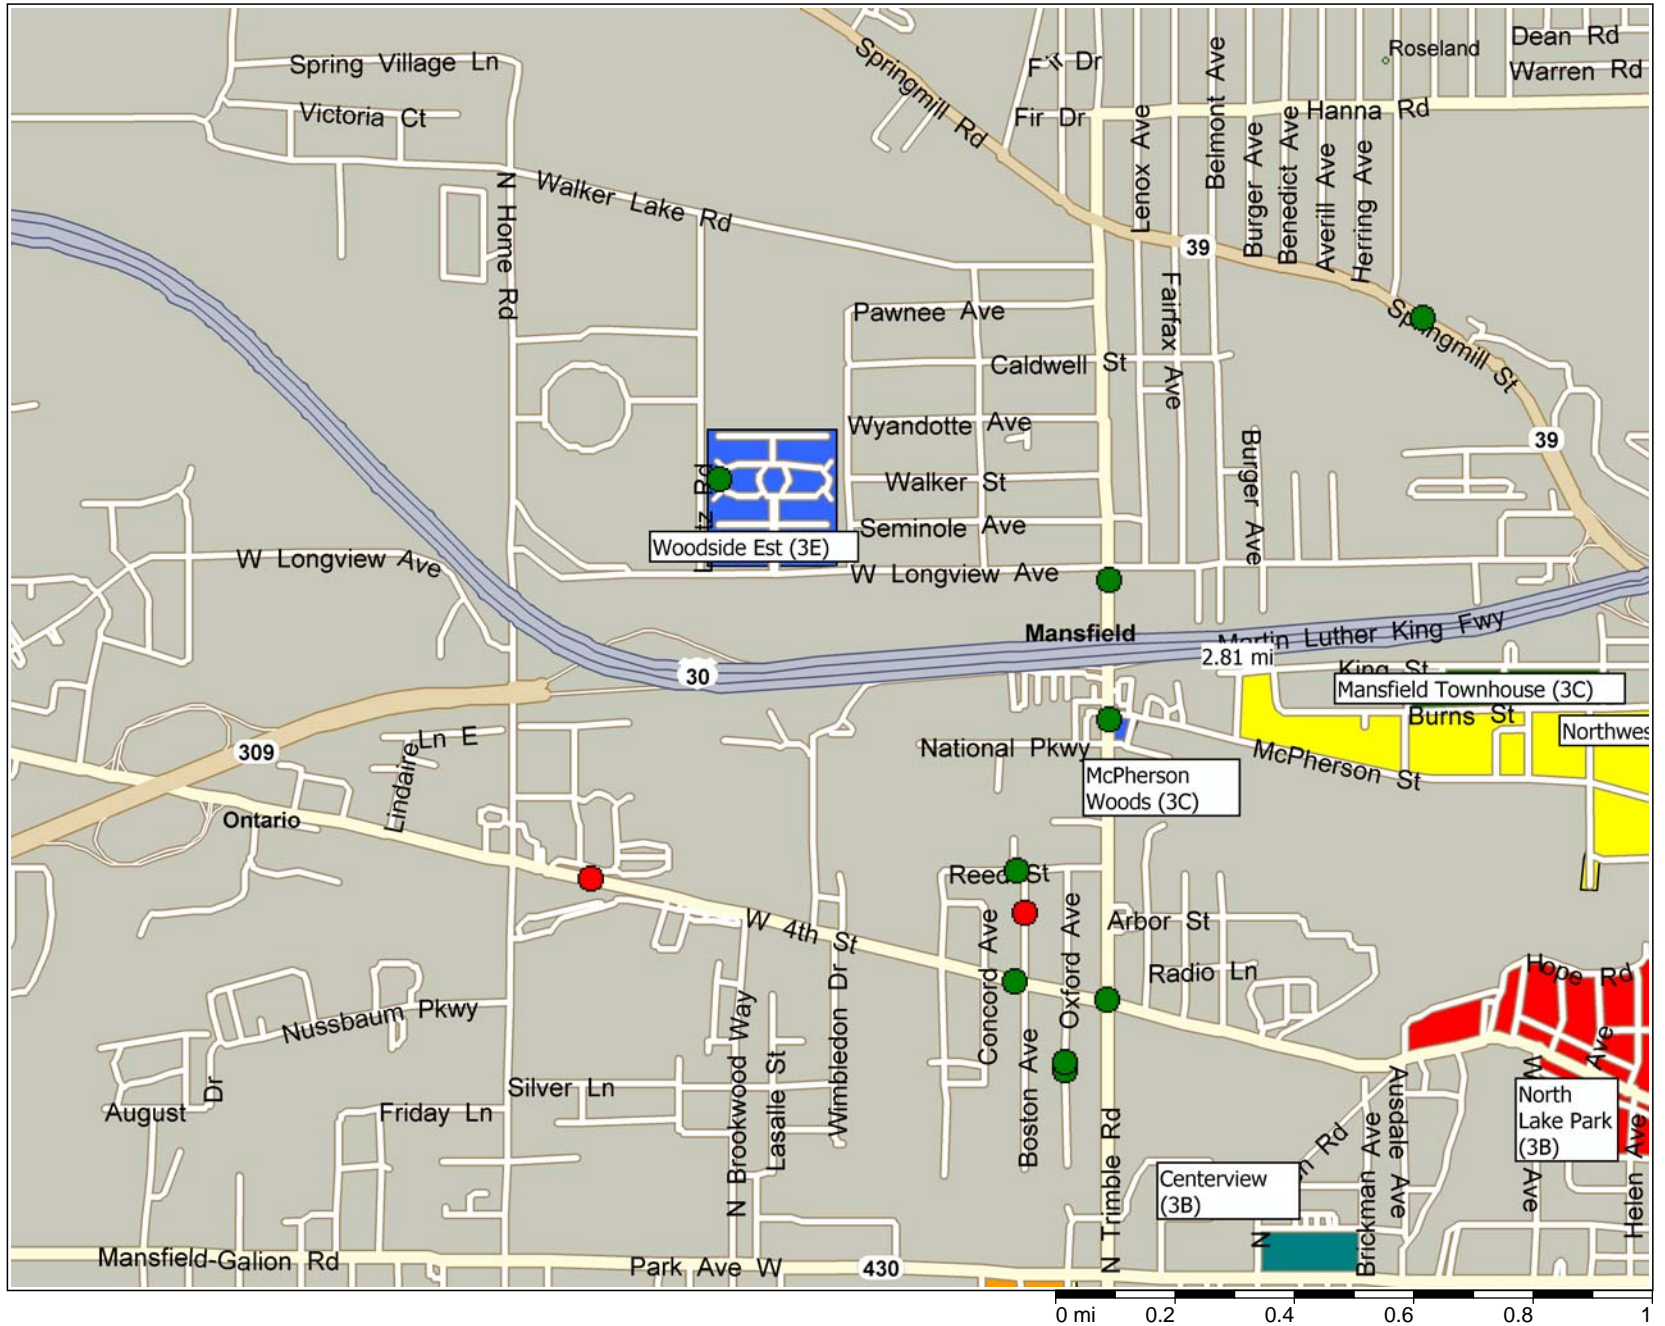 Spring Village Ln
Victoria Ct
Springmill Rd
Fir Dr
Fir Dr
Roseland
Dean Rd
Warren Rd
Hanna Rd
Lenox Ave
Belmont Ave
Burger Ave
Benedict Ave
Averill Ave
Herring Ave
N Home Rd
Walker Lake Rd
39
Pawnee Ave
Fairfax Ave
Springmill St
Caldwell St
Wyandotte Ave
39
Burger Ave
Walker St
Seminole Ave
Woodside Est (3E)
W Longview Ave
W Longview Ave
Mansfield
Martin Luther King Fwy
2.81 mi
30
King St
Mansfield Townhouse (3C)
Burns St
Northwes
309
Lindaire
Ln E
National Pkwy
McPherson St
McPherson
Woods (3C)
Ontario
Reed St
W 4th St
Concord Ave
Oxford Ave
Arbor St
Radio Ln
Hope Rd
Ave
Nussbaum Pkwy
August Dr
Silver Ln
Friday Ln
N Brookwood Way
Lasalle St
Wimbledon Dr
Boston Ave
N Trimble Rd
Rd
Brickman Ave
Ausdale Ave
North
Lake Park
(3B)
W
Ave
Helen Ave
Centerview
(3B)
N
Mansfield-Galion Rd
Park Ave W
430
0 mi 0.2 0.4 0.6 0.8 1